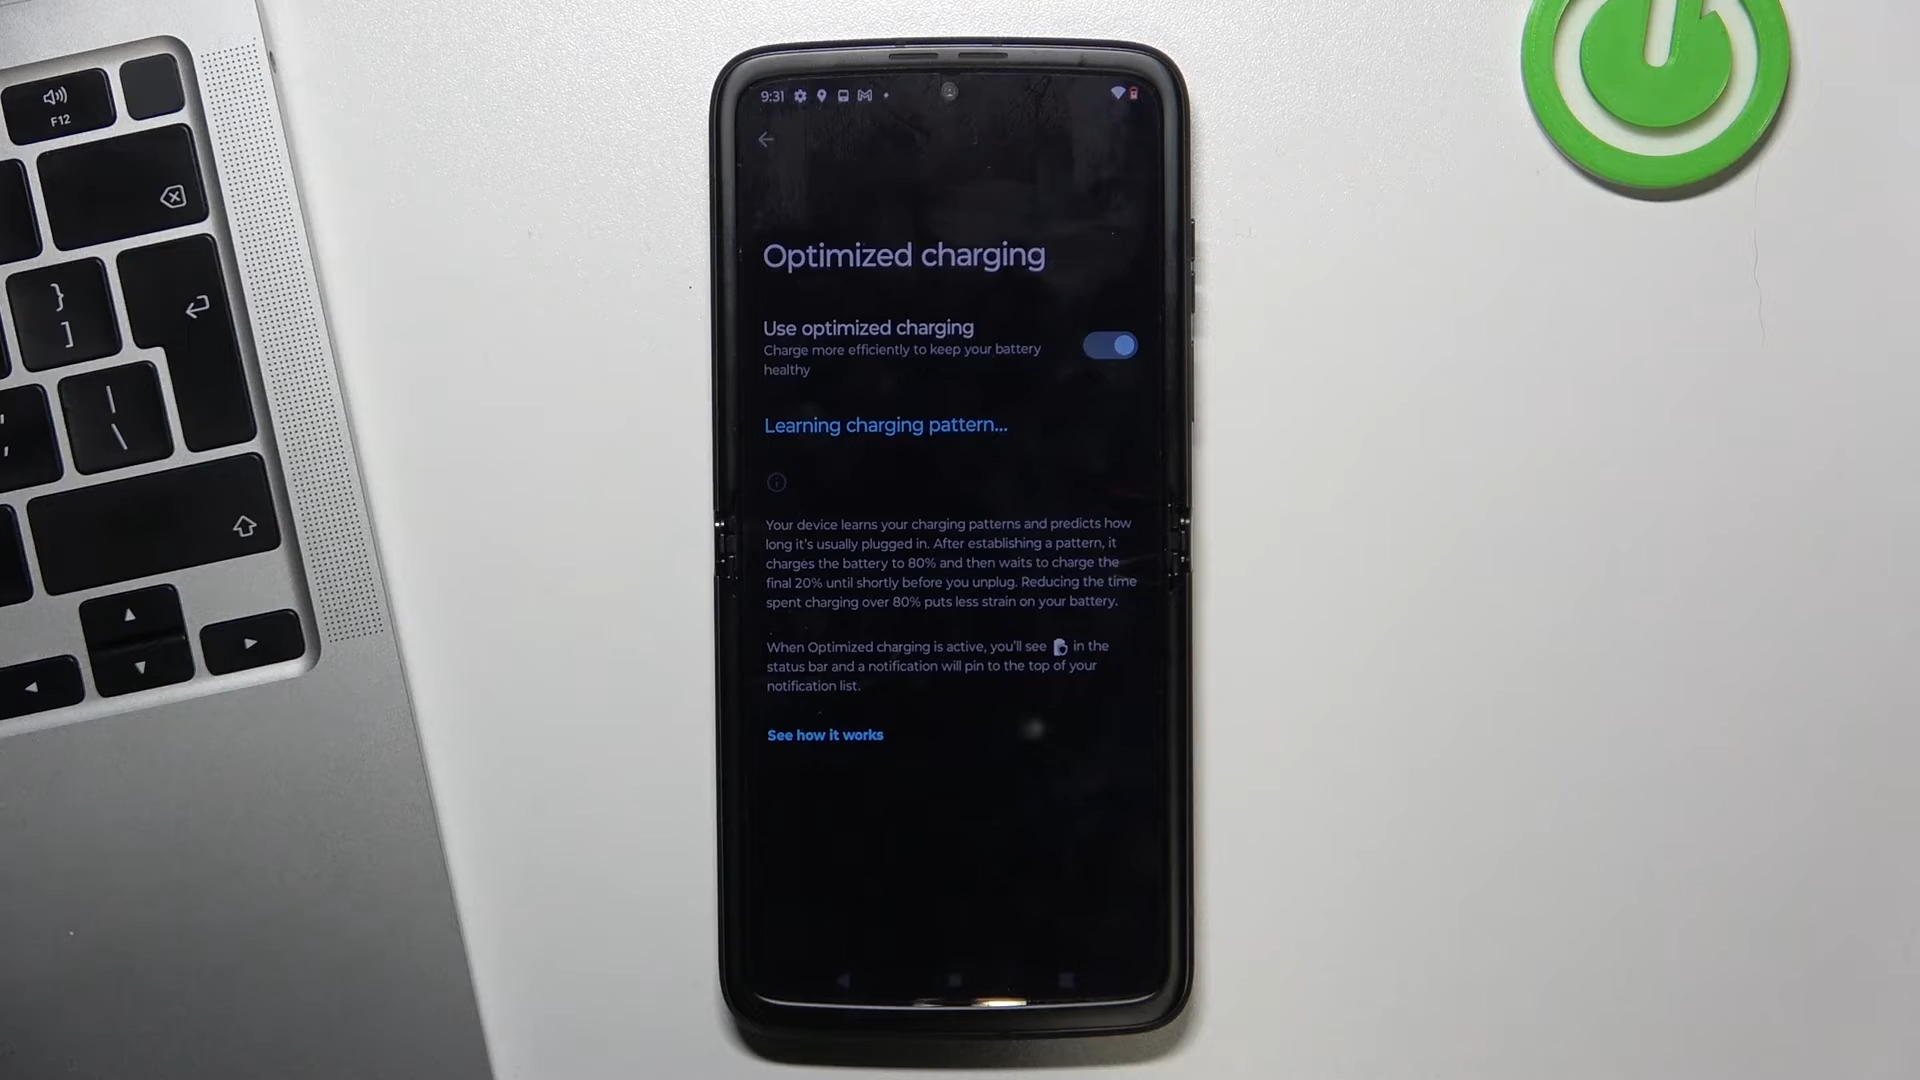 F12
}
]
|
\
9:31
Optimized charging
Use optimized charging
Charge more efficiently to keep your battery
healthy
Learning charging pattern...
Your device learns your charging patterns and predicts how
long it's usually plugged in. After establishing a pattern, it
charges the battery to 80% and then waits to charge the
final 20% until shortly before you unplug. Reducing the time
spent charging over 80% puts less strain on your battery.
When Optimized charging is active, you'll see in the
status bar and a notification will pin to the top of your
notification list.
See how it works